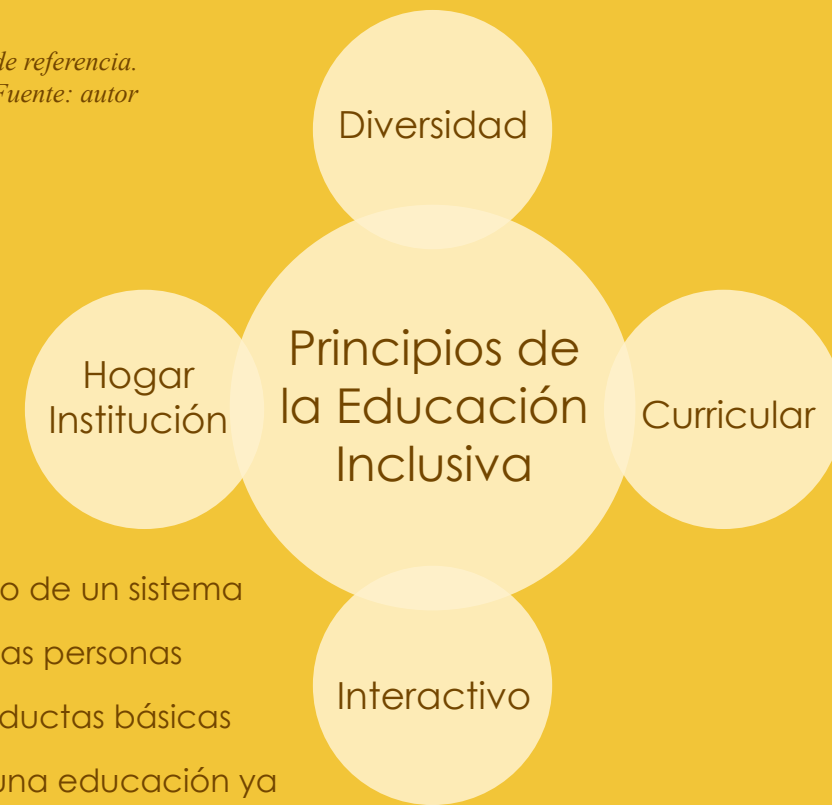 de referencia.
Fuente: autor
Diversidad
Principios de
la Educación
Inclusiva
Hogar
Institución
Curricular
Interactivo
o de un sistema
as personas
ductas básicas
una educación ya